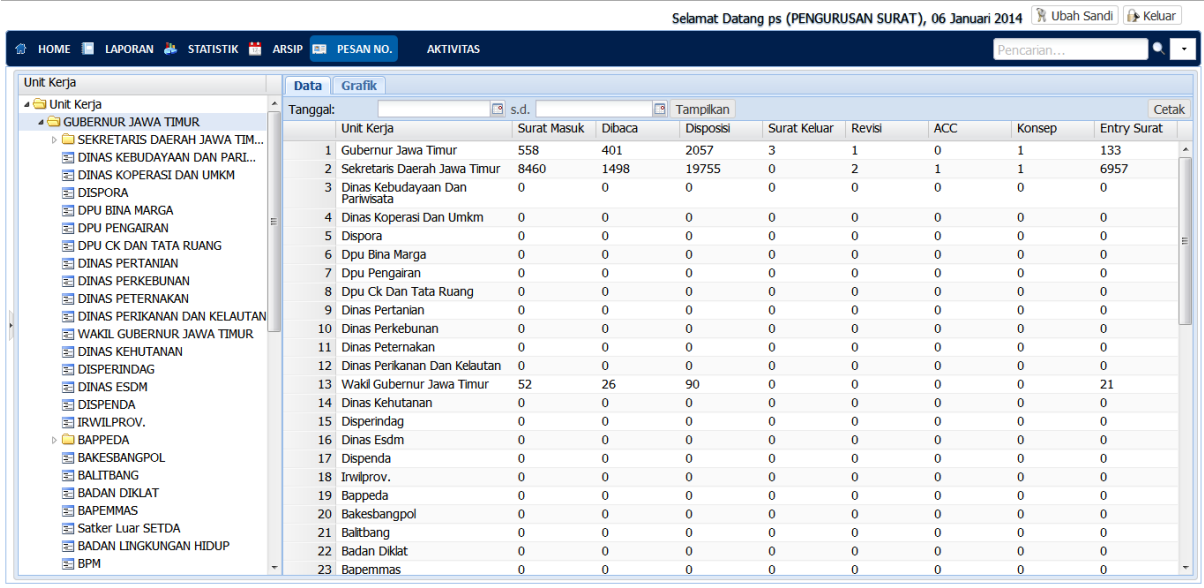 Selamat Datang ps (PENGURUSAN SURAT), 06 Januari 2014 Ubah Sandi Keluar
HOME LAPORAN STATISTIK ARSIP PESAN NO. AKTIVITAS Pencarian...
Unit Kerja
Unit Kerja
GUBERNUR JAWA TIMUR
SEKRETARIS DAERAH JAWA TIM...
DINAS KEBUDAYAAN DAN PARI...
DINAS KOPERASI DAN UMKM
DISPORA
DPU BINA MARGA
DPU PENGAIRAN
DPU CK DAN TATA RUANG
DINAS PERTANIAN
DINAS PERKEBUNAN
DINAS PETERNAKAN
DINAS PERIKANAN DAN KELAUTAN
WAKIL GUBERNUR JAWA TIMUR
DINAS KEHUTANAN
DISPERINDAG
DINAS ESDM
DISPENDA
IRWILPROV.
BAPPEDA
BAKESBANGPOL
BALITBANG
BADAN DIKLAT
BAPEMMAS
Satker Luar SETDA
BADAN LINGKUNGAN HIDUP
BPM
Data Grafik
Tanggal: s.d. Tampilkan Cetak
Unit Kerja Surat Masuk Dibaca Disposisi Surat Keluar Revisi ACC Konsep Entry Surat
1 Gubernur Jawa Timur 558 401 2057 3 1 0 1 133
2 Sekretaris Daerah Jawa Timur 8460 1498 19755 0 2 1 1 6957
3 Dinas Kebudayaan Dan 0 0 0 0 0 0 0 0
Pariwisata
4 Dinas Koperasi Dan Umkm 0 0 0 0 0 0 0 0
5 Dispora 0 0 0 0 0 0 0 0
6 Dpu Bina Marga 0 0 0 0 0 0 0 0
7 Dpu Pengairan 0 0 0 0 0 0 0 0
8 Dpu Ck Dan Tata Ruang 0 0 0 0 0 0 0 0
9 Dinas Pertanian 0 0 0 0 0 0 0 0
10 Dinas Perkebunan 0 0 0 0 0 0 0 0
11 Dinas Peternakan 0 0 0 0 0 0 0 0
12 Dinas Perikanan Dan Kelautan 0 0 0 0 0 0 0 0
13 Wakil Gubernur Jawa Timur 52 26 90 0 0 0 0 21
14 Dinas Kehutanan 0 0 0 0 0 0 0 0
15 Disperindag 0 0 0 0 0 0 0 0
16 Dinas Esdm 0 0 0 0 0 0 0 0
17 Dispenda 0 0 0 0 0 0 0 0
18 Irwilprov. 0 0 0 0 0 0 0 0
19 Bappeda 0 0 0 0 0 0 0 0
20 Bakesbangpol 0 0 0 0 0 0 0 0
21 Balitbang 0 0 0 0 0 0 0 0
22 Badan Diklat 0 0 0 0 0 0 0 0
23 Bapemmas 0 0 0 0 0 0 0 0